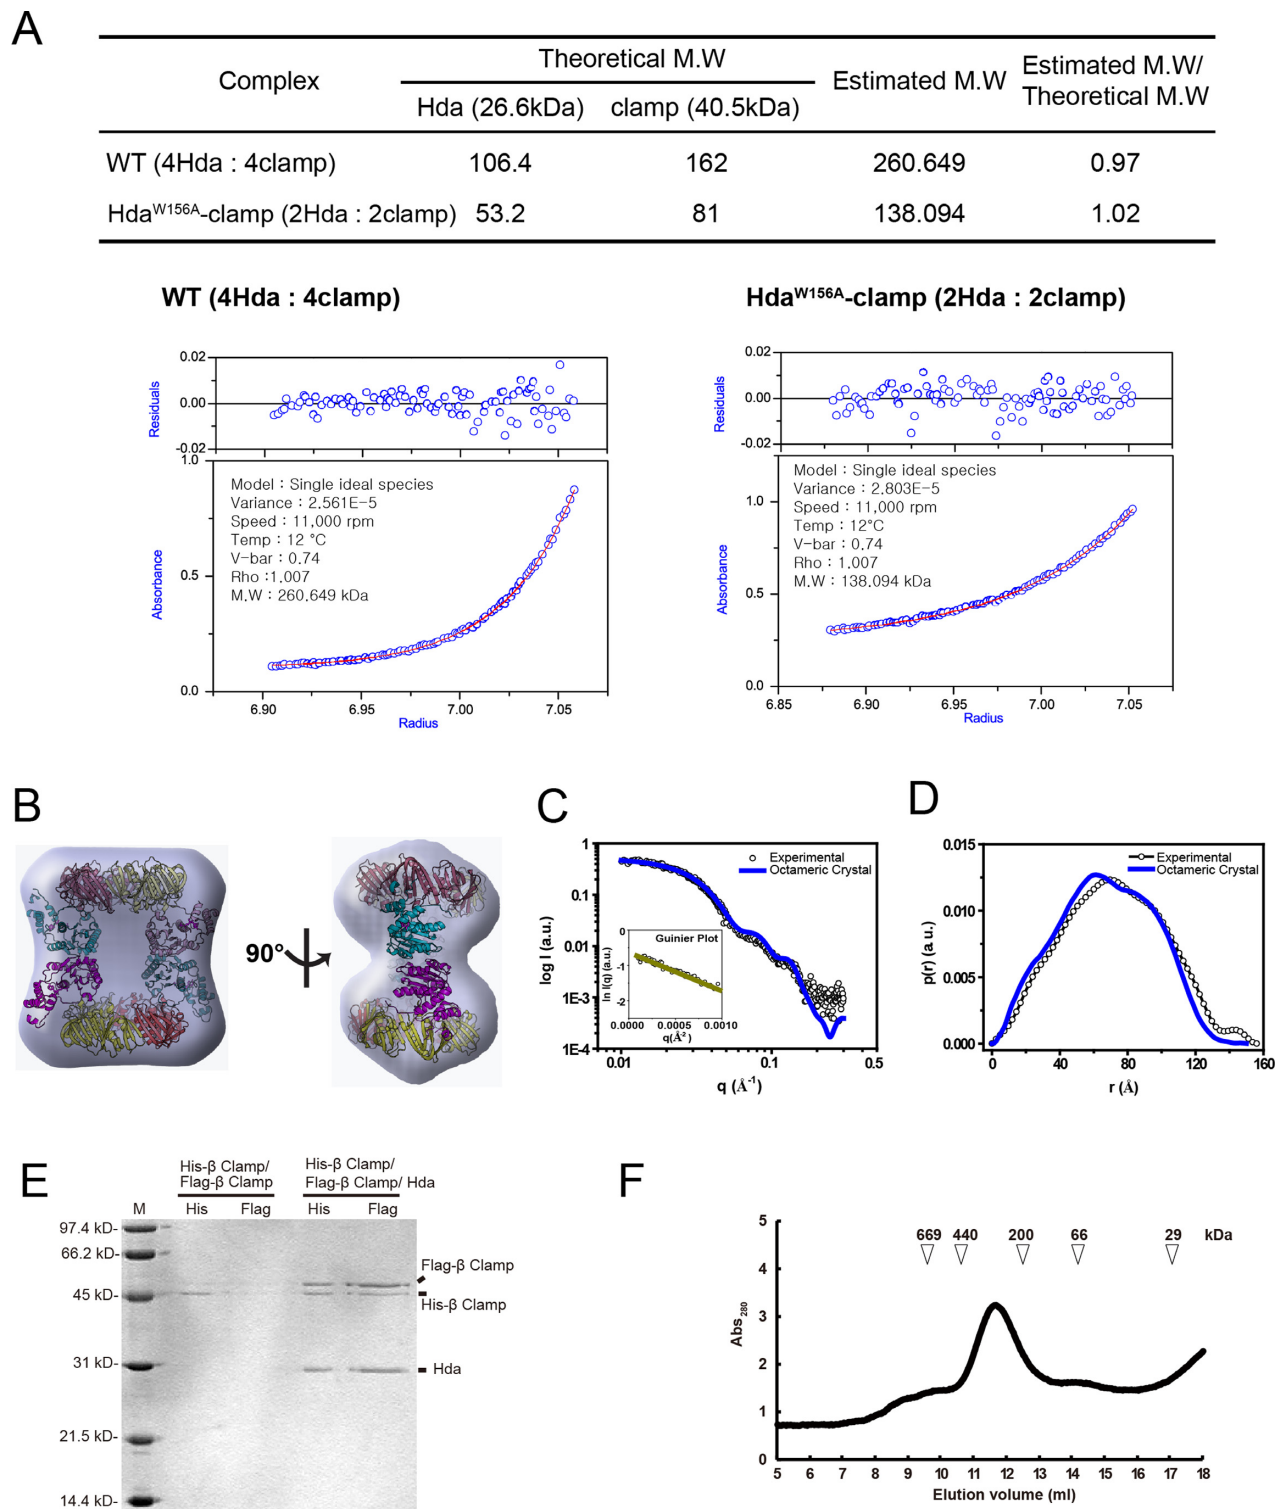 A
Complex
Theoretical M.W
Estimated M.W
Estimated M.W/
Theoretical M.W
Hda (26.6kDa)
clamp (40.5kDa)
WT (4Hda : 4clamp) 106.4 162 260.649 0.97
HdaW156A-clamp (2Hda : 2clamp) 53.2 81 138.094 1.02
WT (4Hda : 4clamp)
0.02
0.00
-0.02
Residuals
1.0
0.5
0.0
Absorbance
Model : Single ideal species
Variance : 2.561E-5
Speed : 11,000 rpm
Temp : 12 °C
V-bar : 0.74
Rho :1.007
M.W : 260.649 kDa
6.90 6.95 7.00 7.05
Radius
HdaW156A-clamp (2Hda : 2clamp)
0.02
0.00
-0.02
Residuals
1.0
0.5
0.0
Absorbance
Model : Single ideal species
Variance : 2.803E-5
Speed : 11,000 rpm
Temp : 12°C
V-bar : 0.74
Rho : 1.007
M.W : 138.094 kDa
6.85 6.90 6.95 7.00 7.05
Radius
B
90°
C
1
0.1
0.01
1E-3
1E-4
log I (a.u.)
Experimental
Octameric Crystal
Guinier Plot
0
-1
-2
ln I(q) (a.u.)
0.0000 0.0005 0.0010
q(Å²)
0.01 0.1 0.5
q (Å⁻¹)
D
0.015
0.010
0.005
0.000
p(r) (a.u.)
Experimental
Octameric Crystal
0 40 80 120 160
r (Å)
E
His-β Clamp/
Flag-β Clamp
His-β Clamp/
Flag-β Clamp/ Hda
M His Flag His Flag
97.4 kD-
66.2 kD-
45 kD-
31 kD-
21.5 kD-
14.4 kD-
Flag-β Clamp
His-β Clamp
Hda
F
5
4
3
2
1
0
Abs280
669 440 200 66 29 kDa
5 6 7 8 9 10 11 12 13 14 15 16 17 18
Elution volume (ml)